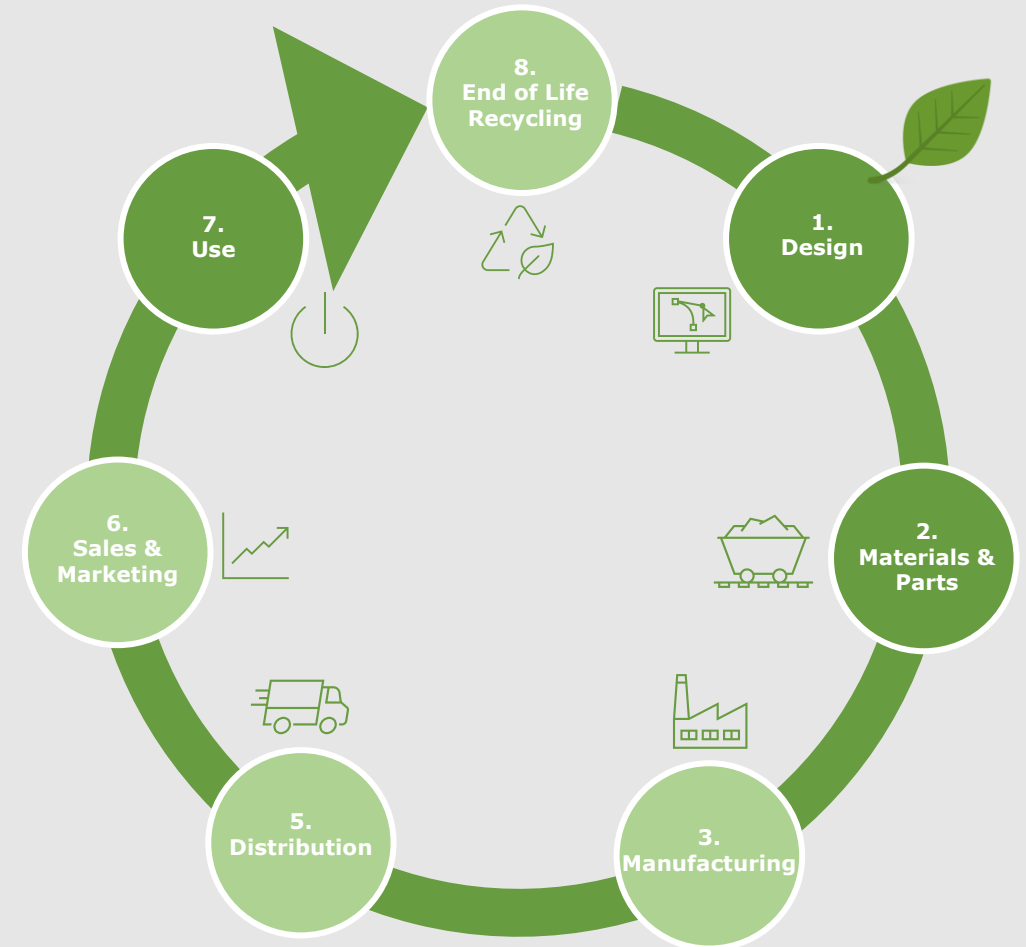 8.
End of Life
Recycling
1.
Design
2.
Materials &
Parts
3.
Manufacturing
5.
Distribution
6.
Sales &
Marketing
7.
Use